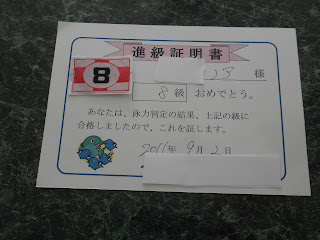 進級証明書
8
様
8級 おめでとう。
あなたは、泳力判定の結果、上記の級に
合格しましたので、これを証します。
2011年 9月 2日